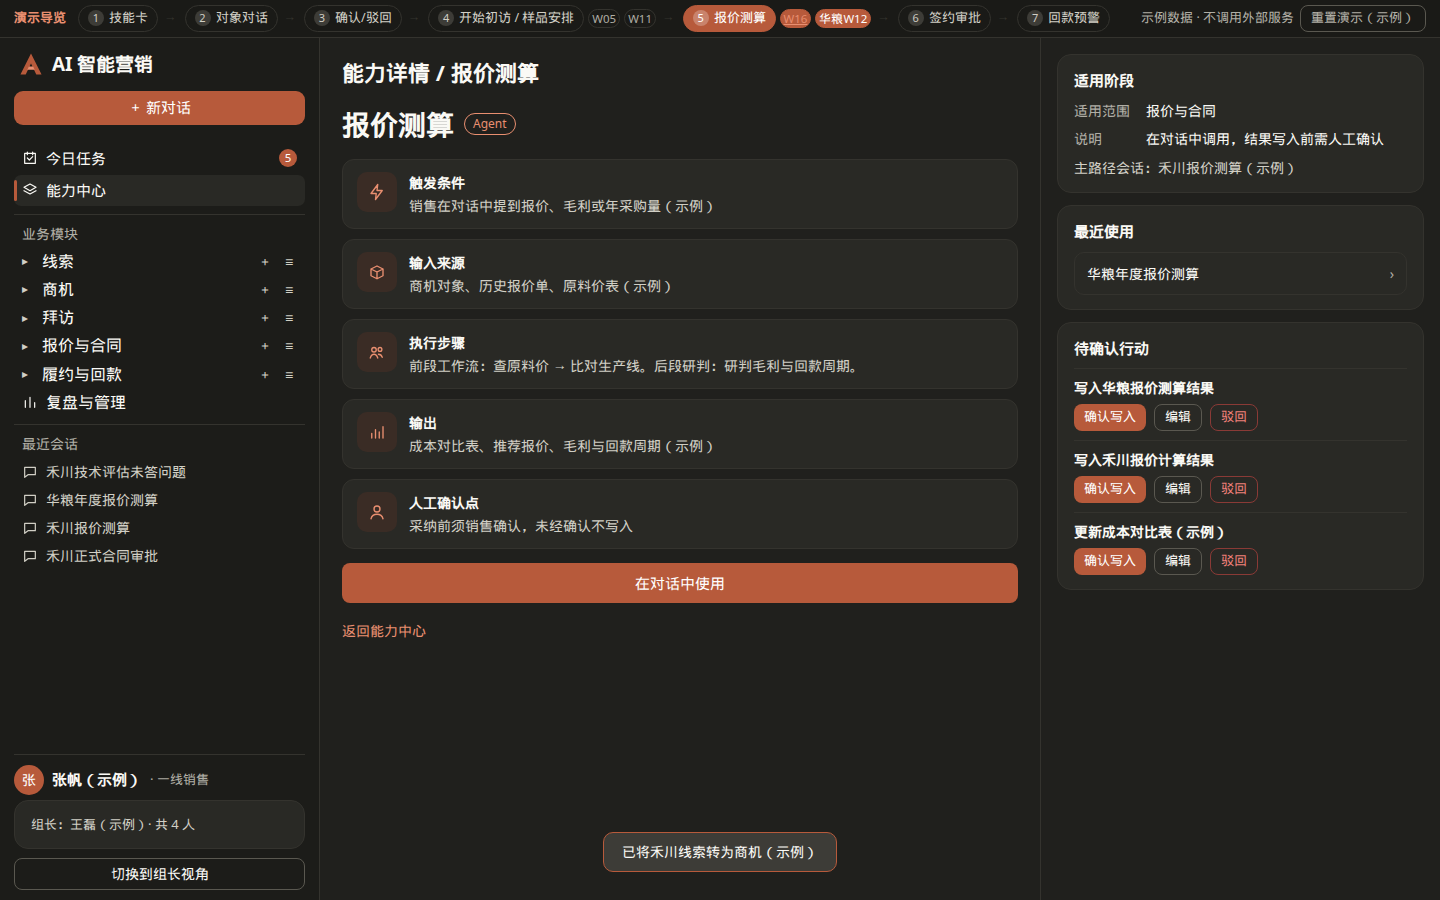 演示导览 1 技能卡 → 2 对象对话 → 3 确认/驳回 → 4 开始初访 / 样品安排 W05 W11 → 5 报价测算 W16 华粮W12 → 6 签约审批 → 7 回款预警 示例数据 · 不调用外部服务 重置演示（示例）
AI 智能营销
+ 新对话
今日任务 5
能力中心
业务模块
▸ 线索 + ≡
▸ 商机 + ≡
▸ 拜访 + ≡
▸ 报价与合同 + ≡
▸ 履约与回款 + ≡
复盘与管理
最近会话
禾川技术评估未答问题
华粮年度报价测算
禾川报价测算
禾川正式合同审批
张 张帆（示例） · 一线销售
组长：王磊（示例）· 共 4 人
切换到组长视角
能力详情 / 报价测算
报价测算 Agent
触发条件
销售在对话中提到报价、毛利或年采购量（示例）
输入来源
商机对象、历史报价单、原料价表（示例）
执行步骤
前段工作流：查原料价 → 比对生产线。后段研判：研判毛利与回款周期。
输出
成本对比表、推荐报价、毛利与回款周期（示例）
人工确认点
采纳前须销售确认，未经确认不写入
在对话中使用
返回能力中心
已将禾川线索转为商机（示例）
适用阶段
适用范围 报价与合同
说明 在对话中调用，结果写入前需人工确认
主路径会话：禾川报价测算（示例）
最近使用
华粮年度报价测算 ›
待确认行动
写入华粮报价测算结果
确认写入 编辑 驳回
写入禾川报价计算结果
确认写入 编辑 驳回
更新成本对比表（示例）
确认写入 编辑 驳回